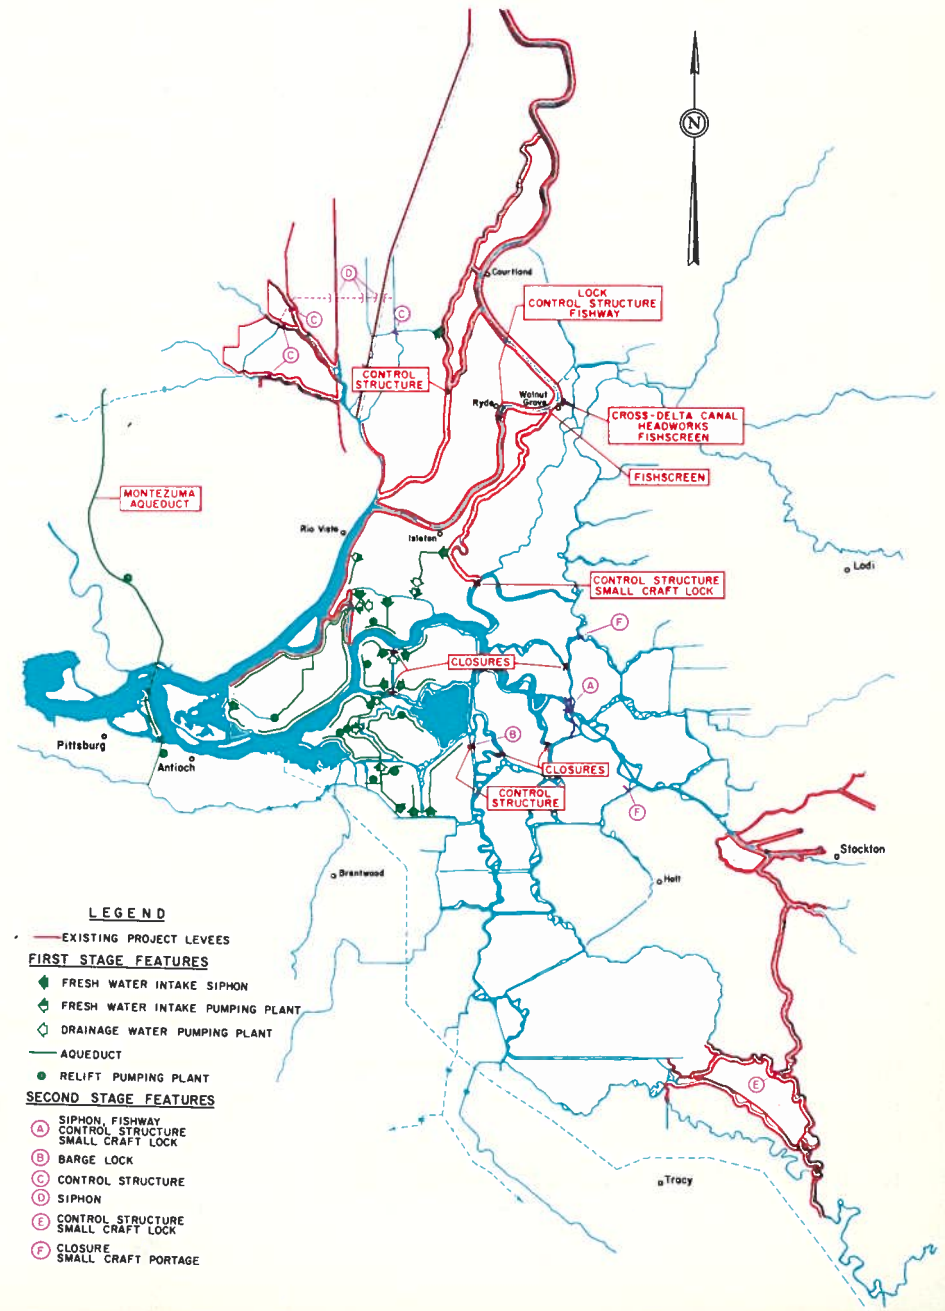 N
Courtland
LOCK
CONTROL STRUCTURE
FISHWAY
D
C
C
C
CONTROL
STRUCTURE
Ryde
Walnut
Grove
CROSS-DELTA CANAL
HEADWORKS
FISHSCREEN
FISHSCREEN
MONTEZUMA
AQUEDUCT
Rio Vista
Isleton
Lodi
CONTROL STRUCTURE
SMALL CRAFT LOCK
F
CLOSURES
A
B
Pittsburg
Antioch
CLOSURES
CONTROL
STRUCTURE
F
Stockton
Brentwood
Holt
E
Tracy
LEGEND
EXISTING PROJECT LEVEES
FIRST STAGE FEATURES
FRESH WATER INTAKE SIPHON
FRESH WATER INTAKE PUMPING PLANT
DRAINAGE WATER PUMPING PLANT
AQUEDUCT
RELIFT PUMPING PLANT
SECOND STAGE FEATURES
A SIPHON, FISHWAY
CONTROL STRUCTURE
SMALL CRAFT LOCK
B BARGE LOCK
C CONTROL STRUCTURE
D SIPHON
E CONTROL STRUCTURE
SMALL CRAFT LOCK
F CLOSURE
SMALL CRAFT PORTAGE